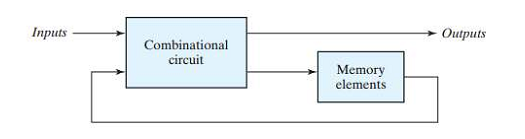 Inputs
Combinational
circuit
Outputs
Memory
elements